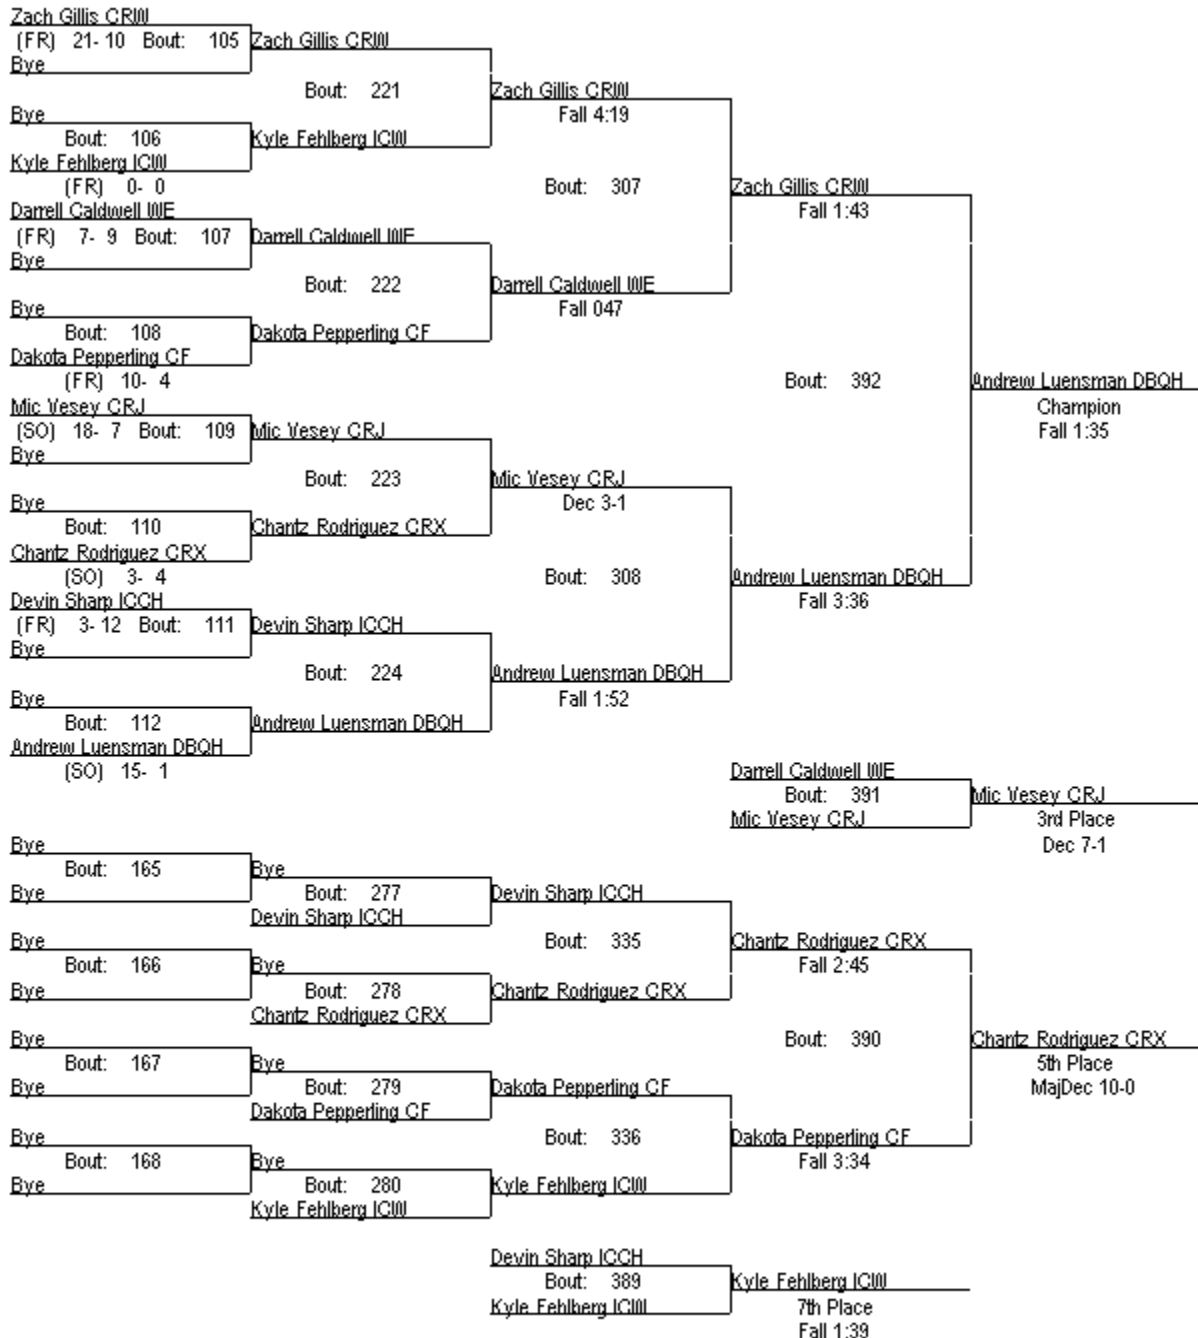 Zach Gillis CRW
(FR) 21- 10 Bout: 105 Zach Gillis CRW
Bye
Bout: 221 Zach Gillis CRW
Fall 4:19
Bye
Bout: 106 Kyle Fehlberg ICW
Kyle Fehlberg ICW
(FR) 0- 0
Bout: 307 Zach Gillis CRW
Fall 1:43
Darrell Caldwell WE
(FR) 7- 9 Bout: 107 Darrell Caldwell WE
Bye
Bout: 222 Darrell Caldwell WE
Fall 047
Bye
Bout: 108 Dakota Pepperling CF
Dakota Pepperling CF
(FR) 10- 4
Bout: 392 Andrew Luensman DBQH
Champion
Fall 1:35
Mic Vesey CRJ
(SO) 18- 7 Bout: 109 Mic Vesey CRJ
Bye
Bout: 223 Mic Vesey CRJ
Dec 3-1
Bye
Bout: 110 Chantz Rodriguez CRX
Chantz Rodriguez CRX
(SO) 3- 4
Bout: 308 Andrew Luensman DBQH
Fall 3:36
Devin Sharp ICCH
(FR) 3- 12 Bout: 111 Devin Sharp ICCH
Bye
Bout: 224 Andrew Luensman DBQH
Fall 1:52
Bye
Bout: 112 Andrew Luensman DBQH
Andrew Luensman DBQH
(SO) 15- 1
Darrell Caldwell WE
Bout: 391 Mic Vesey CRJ
Mic Vesey CRJ
3rd Place
Dec 7-1
Bye
Bout: 165 Bye
Bye
Bout: 277 Devin Sharp ICCH
Devin Sharp ICCH
Bout: 335 Chantz Rodriguez CRX
Fall 2:45
Bye
Bout: 166 Bye
Bye
Bout: 278 Chantz Rodriguez CRX
Chantz Rodriguez CRX
Bout: 390 Chantz Rodriguez CRX
5th Place
MajDec 10-0
Bye
Bout: 167 Bye
Bye
Bout: 279 Dakota Pepperling CF
Dakota Pepperling CF
Bout: 336 Dakota Pepperling CF
Fall 3:34
Bye
Bout: 168 Bye
Bye
Bout: 280 Kyle Fehlberg ICW
Kyle Fehlberg ICW
Devin Sharp ICCH
Bout: 389 Kyle Fehlberg ICW
Kyle Fehlberg ICW
7th Place
Fall 1:39